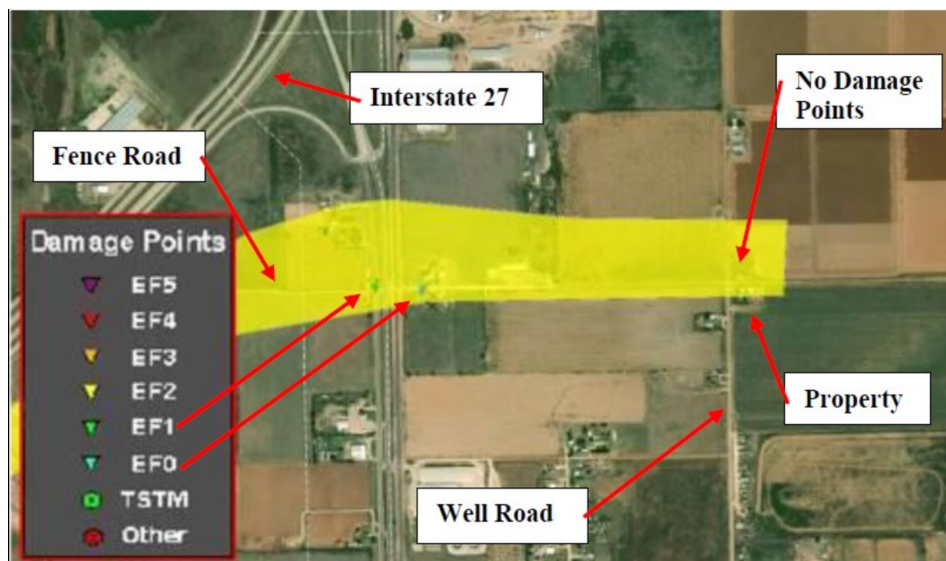 Interstate 27
No Damage
Points
Fence Road
Damage Points
EF5
EF4
EF3
EF2
EF1
EF0
TSTM
Other
Property
Well Road